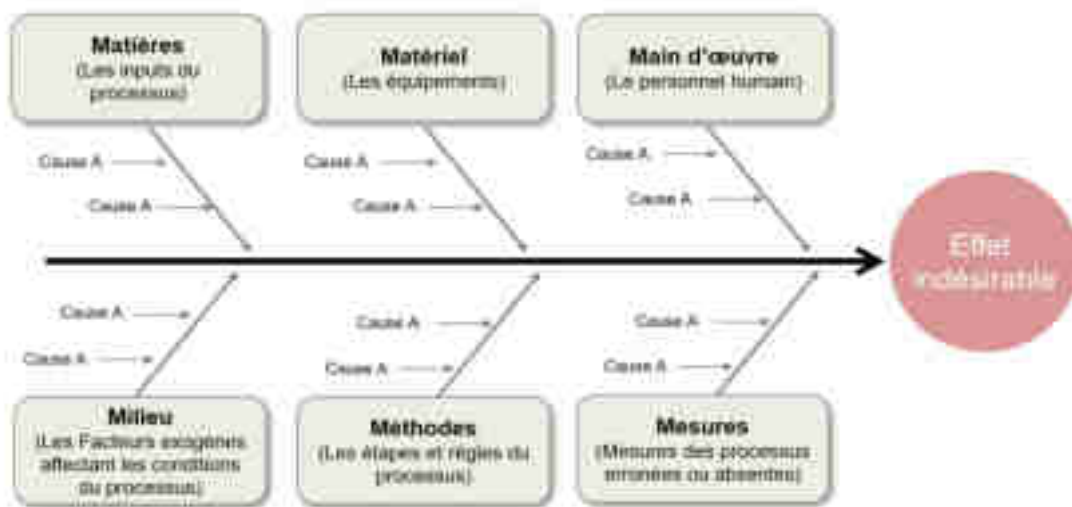 Matières
(Les inputs du
processus)
Matériel
(Les équipements)
Main d'œuvre
(Le personnel humain)
Cause A
Cause A
Cause A
Cause A
Cause A
Cause A
Effet
indésirable
Cause A
Cause A
Cause A
Cause A
Cause A
Cause A
Milieu
(Les Facteurs exogènes
affectant les conditions
du processus)
Méthodes
(Les étapes et règles du
processus)
Mesures
(Mesures des processus
erronées ou absentes)